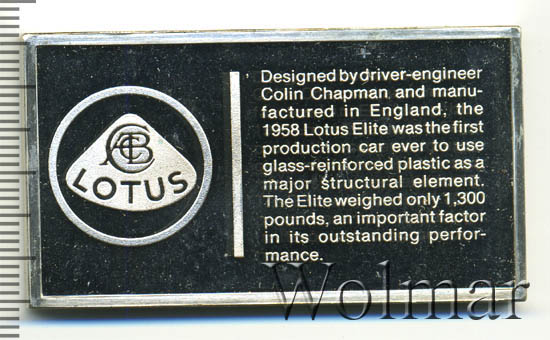 ACBC
LOTUS
Designed by driver-engineer
Colin Chapman and manu-
factured in England, the
1958 Lotus Elite was the first
production car ever to use
glass-reinforced plastic as a
major structural element.
The Elite weighed only 1,300
pounds, an important factor
in its outstanding perfor-
mance.
Wolmar